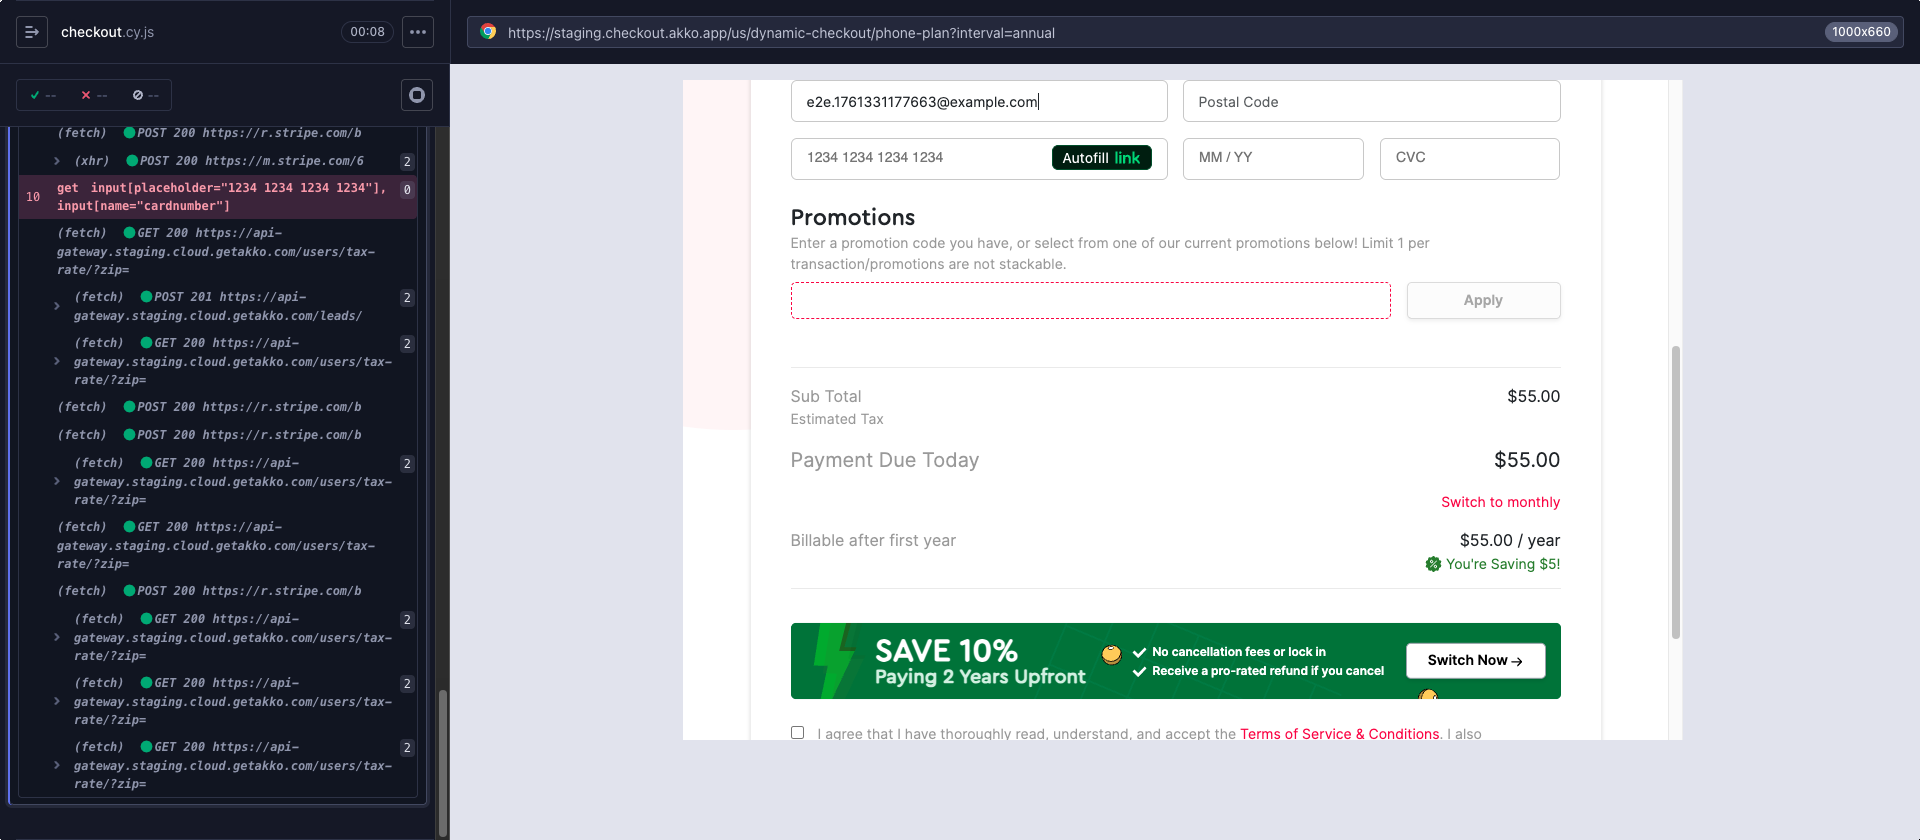 checkout.cy.js
00:08
https://staging.checkout.akko.app/us/dynamic-checkout/phone-plan?interval=annual
1000x660
--
--
--
(fetch) POST 200 https://r.stripe.com/b
(xhr) POST 200 https://m.stripe.com/6
2
10
get input[placeholder="1234 1234 1234 1234"],
input[name="cardnumber"]
0
(fetch) GET 200 https://api-
gateway.staging.cloud.getakko.com/users/tax-
rate/?zip=
(fetch) POST 201 https://api-
gateway.staging.cloud.getakko.com/leads/
2
(fetch) GET 200 https://api-
gateway.staging.cloud.getakko.com/users/tax-
rate/?zip=
2
(fetch) POST 200 https://r.stripe.com/b
(fetch) POST 200 https://r.stripe.com/b
(fetch) GET 200 https://api-
gateway.staging.cloud.getakko.com/users/tax-
rate/?zip=
2
(fetch) GET 200 https://api-
gateway.staging.cloud.getakko.com/users/tax-
rate/?zip=
(fetch) POST 200 https://r.stripe.com/b
(fetch) GET 200 https://api-
gateway.staging.cloud.getakko.com/users/tax-
rate/?zip=
2
(fetch) GET 200 https://api-
gateway.staging.cloud.getakko.com/users/tax-
rate/?zip=
2
(fetch) GET 200 https://api-
gateway.staging.cloud.getakko.com/users/tax-
rate/?zip=
2
e2e.1761331177663@example.com
Postal Code
1234 1234 1234 1234
Autofill link
MM / YY
CVC
Promotions
Enter a promotion code you have, or select from one of our current promotions below! Limit 1 per
transaction/promotions are not stackable.
Apply
Sub Total
$55.00
Estimated Tax
Payment Due Today
$55.00
Switch to monthly
Billable after first year
$55.00 / year
You're Saving $5!
SAVE 10%
Paying 2 Years Upfront
No cancellation fees or lock in
Receive a pro-rated refund if you cancel
Switch Now →
I agree that I have thoroughly read, understand, and accept the Terms of Service & Conditions. I also